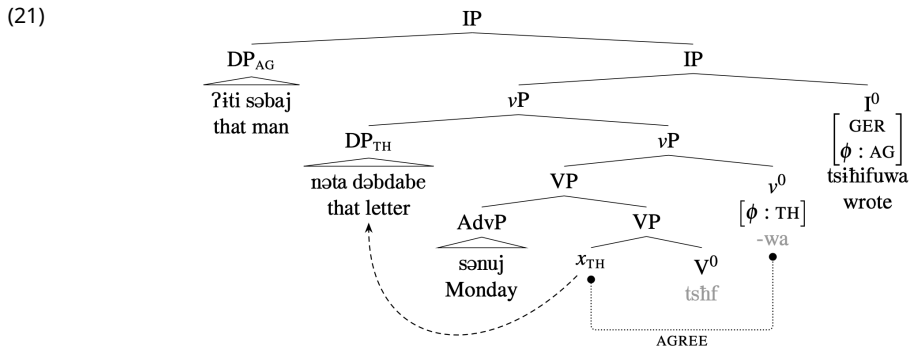 (21)
IP
DP_AG
IP
ʔɨti səbaj
that man
vP
I⁰
[GER
ϕ : AG]
tsɨħifuwa
wrote
DP_TH
vP
nəta dəbdabe
that letter
VP
v⁰
[ϕ : TH]
-wa
AdvP
VP
sənuj
Monday
x_TH
V⁰
tsħf
AGREE